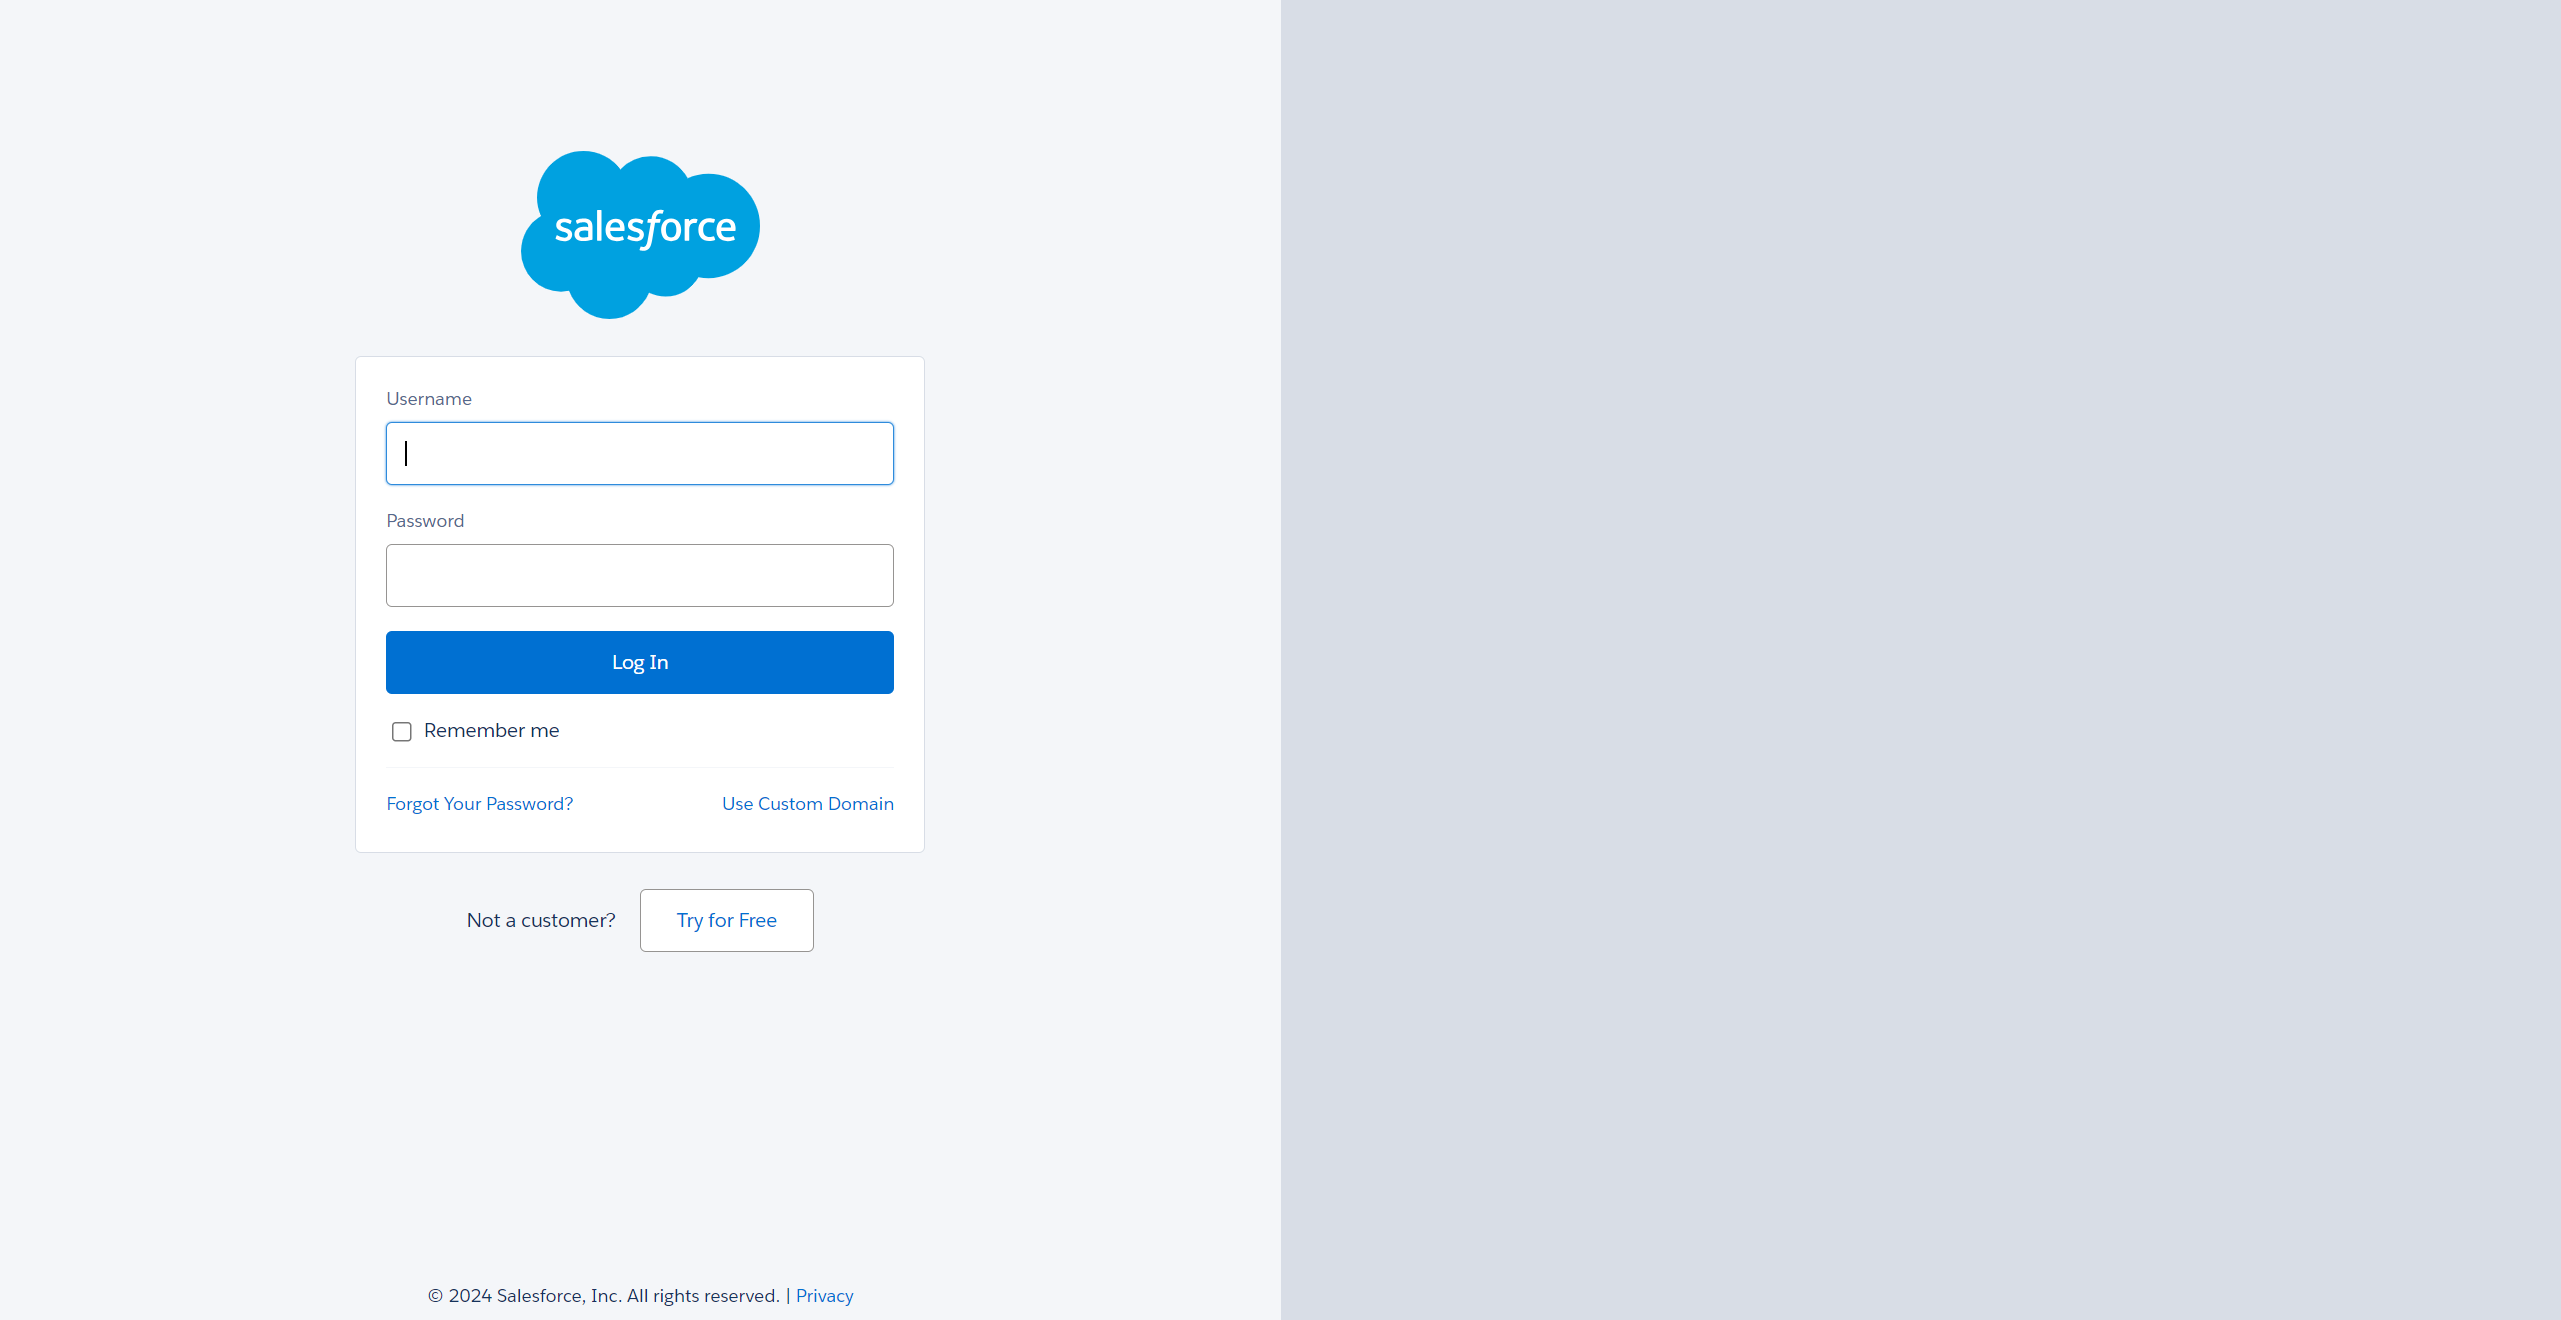 salesforce
Username
Password
Log In
Remember me
Forgot Your Password? Use Custom Domain
Not a customer? Try for Free
© 2024 Salesforce, Inc. All rights reserved. | Privacy